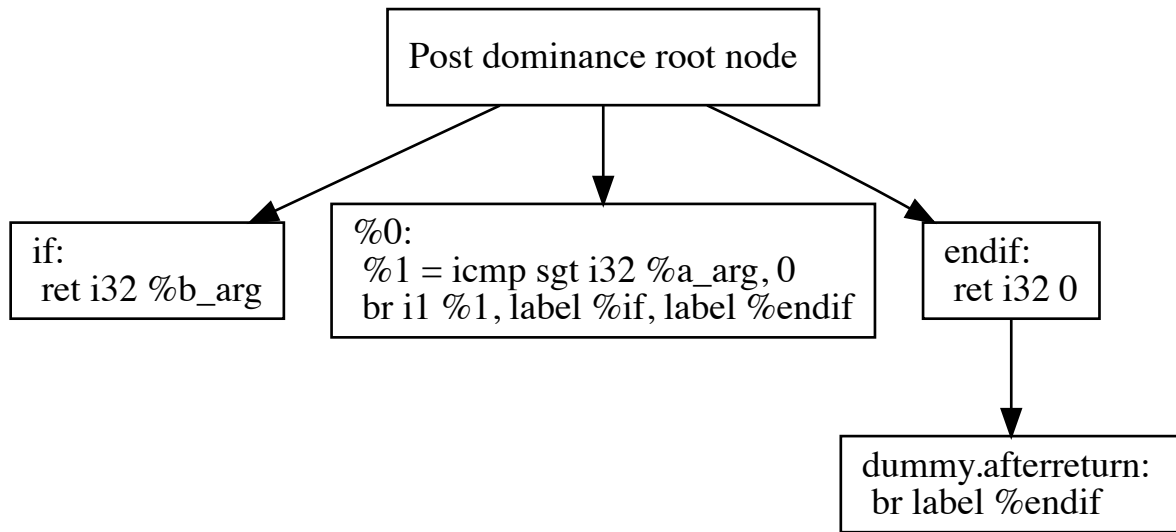 Post dominance root node
if:
ret i32 %b_arg
%0:
%1 = icmp sgt i32 %a_arg, 0
br i1 %1, label %if, label %endif
endif:
ret i32 0
dummy.afterreturn:
br label %endif